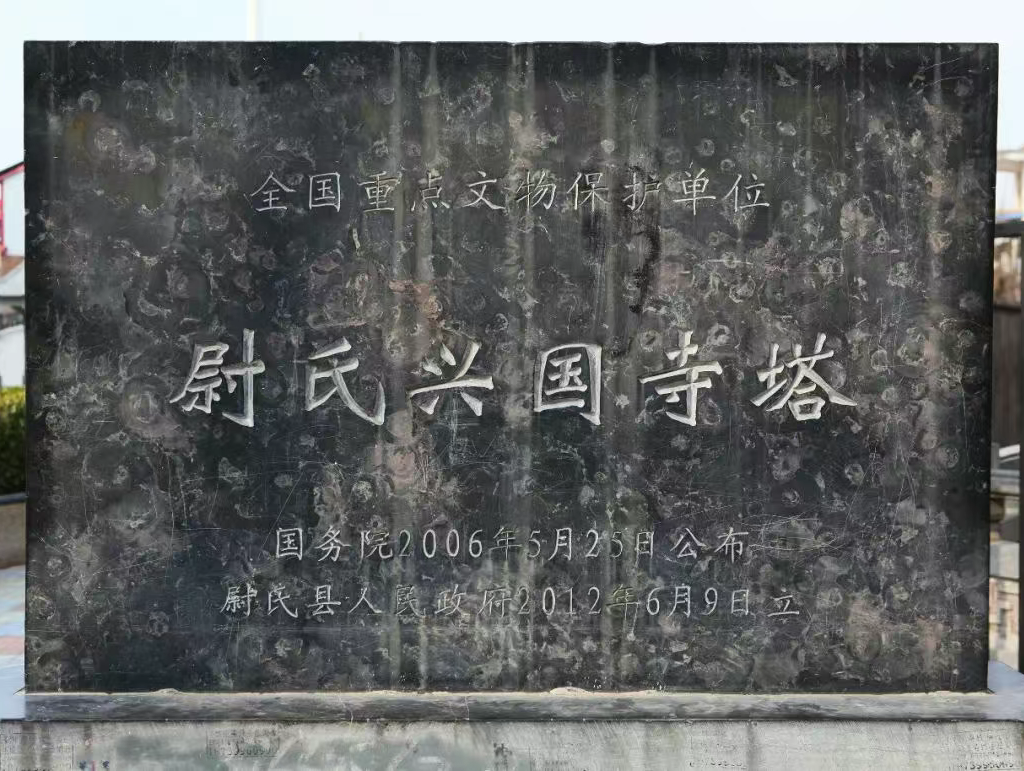 全国重点文物保护单位
尉氏兴国寺塔
国务院2006年5月25日公布
尉氏县人民政府2012年6月9日立